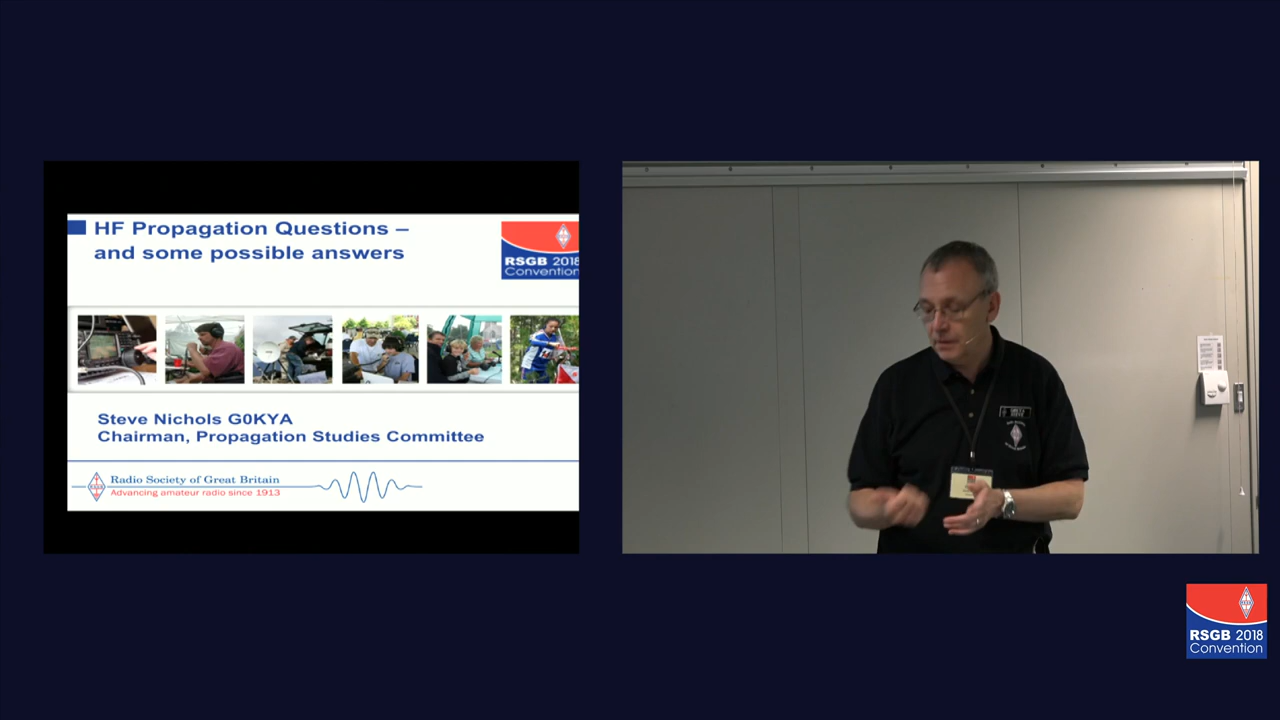 HF Propagation Questions –
and some possible answers
RSGB 2018
Convention
Steve Nichols G0KYA
Chairman, Propagation Studies Committee
Radio Society of Great Britain
Advancing amateur radio since 1913
RSGB 2018
Convention